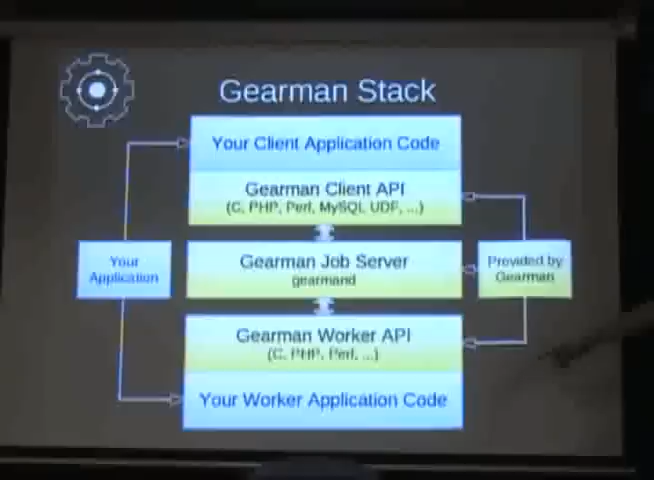 Gearman Stack
Your Client Application Code
Gearman Client API
(C, PHP, Perl, MySQL UDF, ...)
Your
Application
Gearman Job Server
gearmand
Provided by
Gearman
Gearman Worker API
(C, PHP, Perl, ...)
Your Worker Application Code